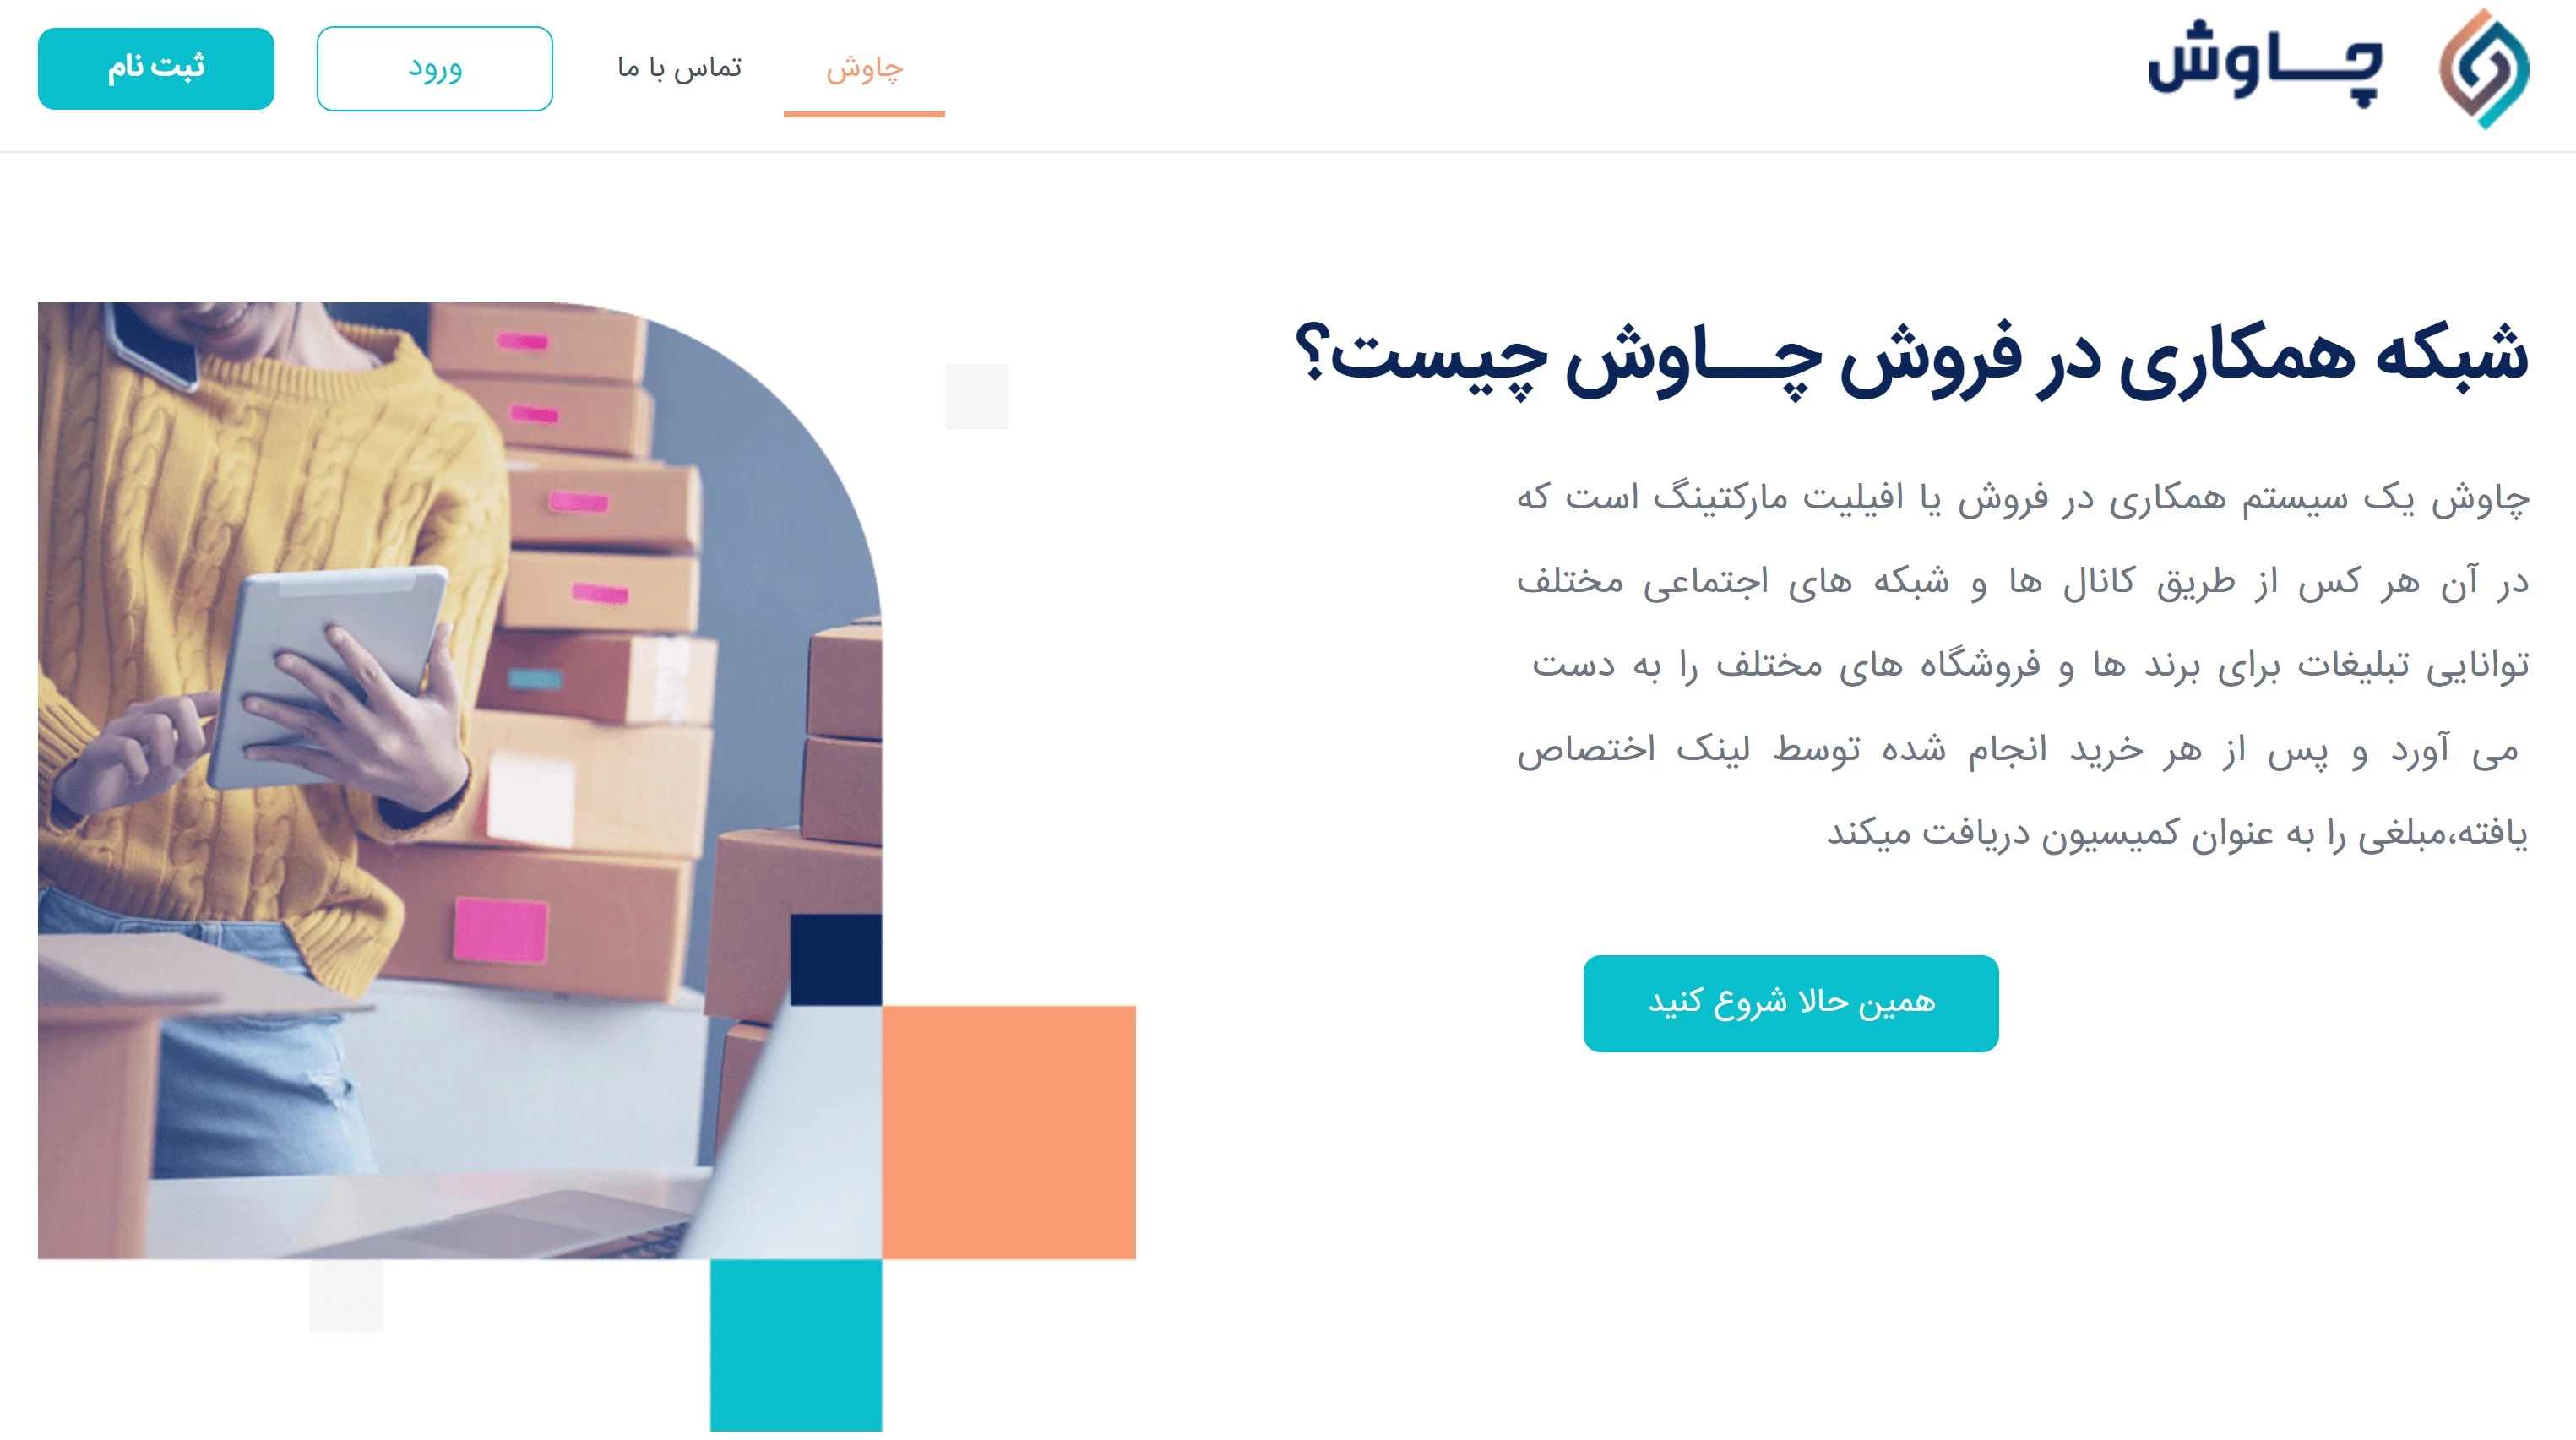 چــاوش
چاوش
تماس با ما
ورود
ثبت نام
شبکه همکاری در فروش چــاوش چیست؟
چاوش یک سیستم همکاری در فروش یا افیلیت مارکتینگ است که
در آن هر کس از طریق کانال ها و شبکه های اجتماعی مختلف
توانایی تبلیغات برای برند ها و فروشگاه های مختلف را به دست
می آورد و پس از هر خرید انجام شده توسط لینک اختصاص
یافته،مبلغی را به عنوان کمیسیون دریافت میکند
همین حالا شروع کنید